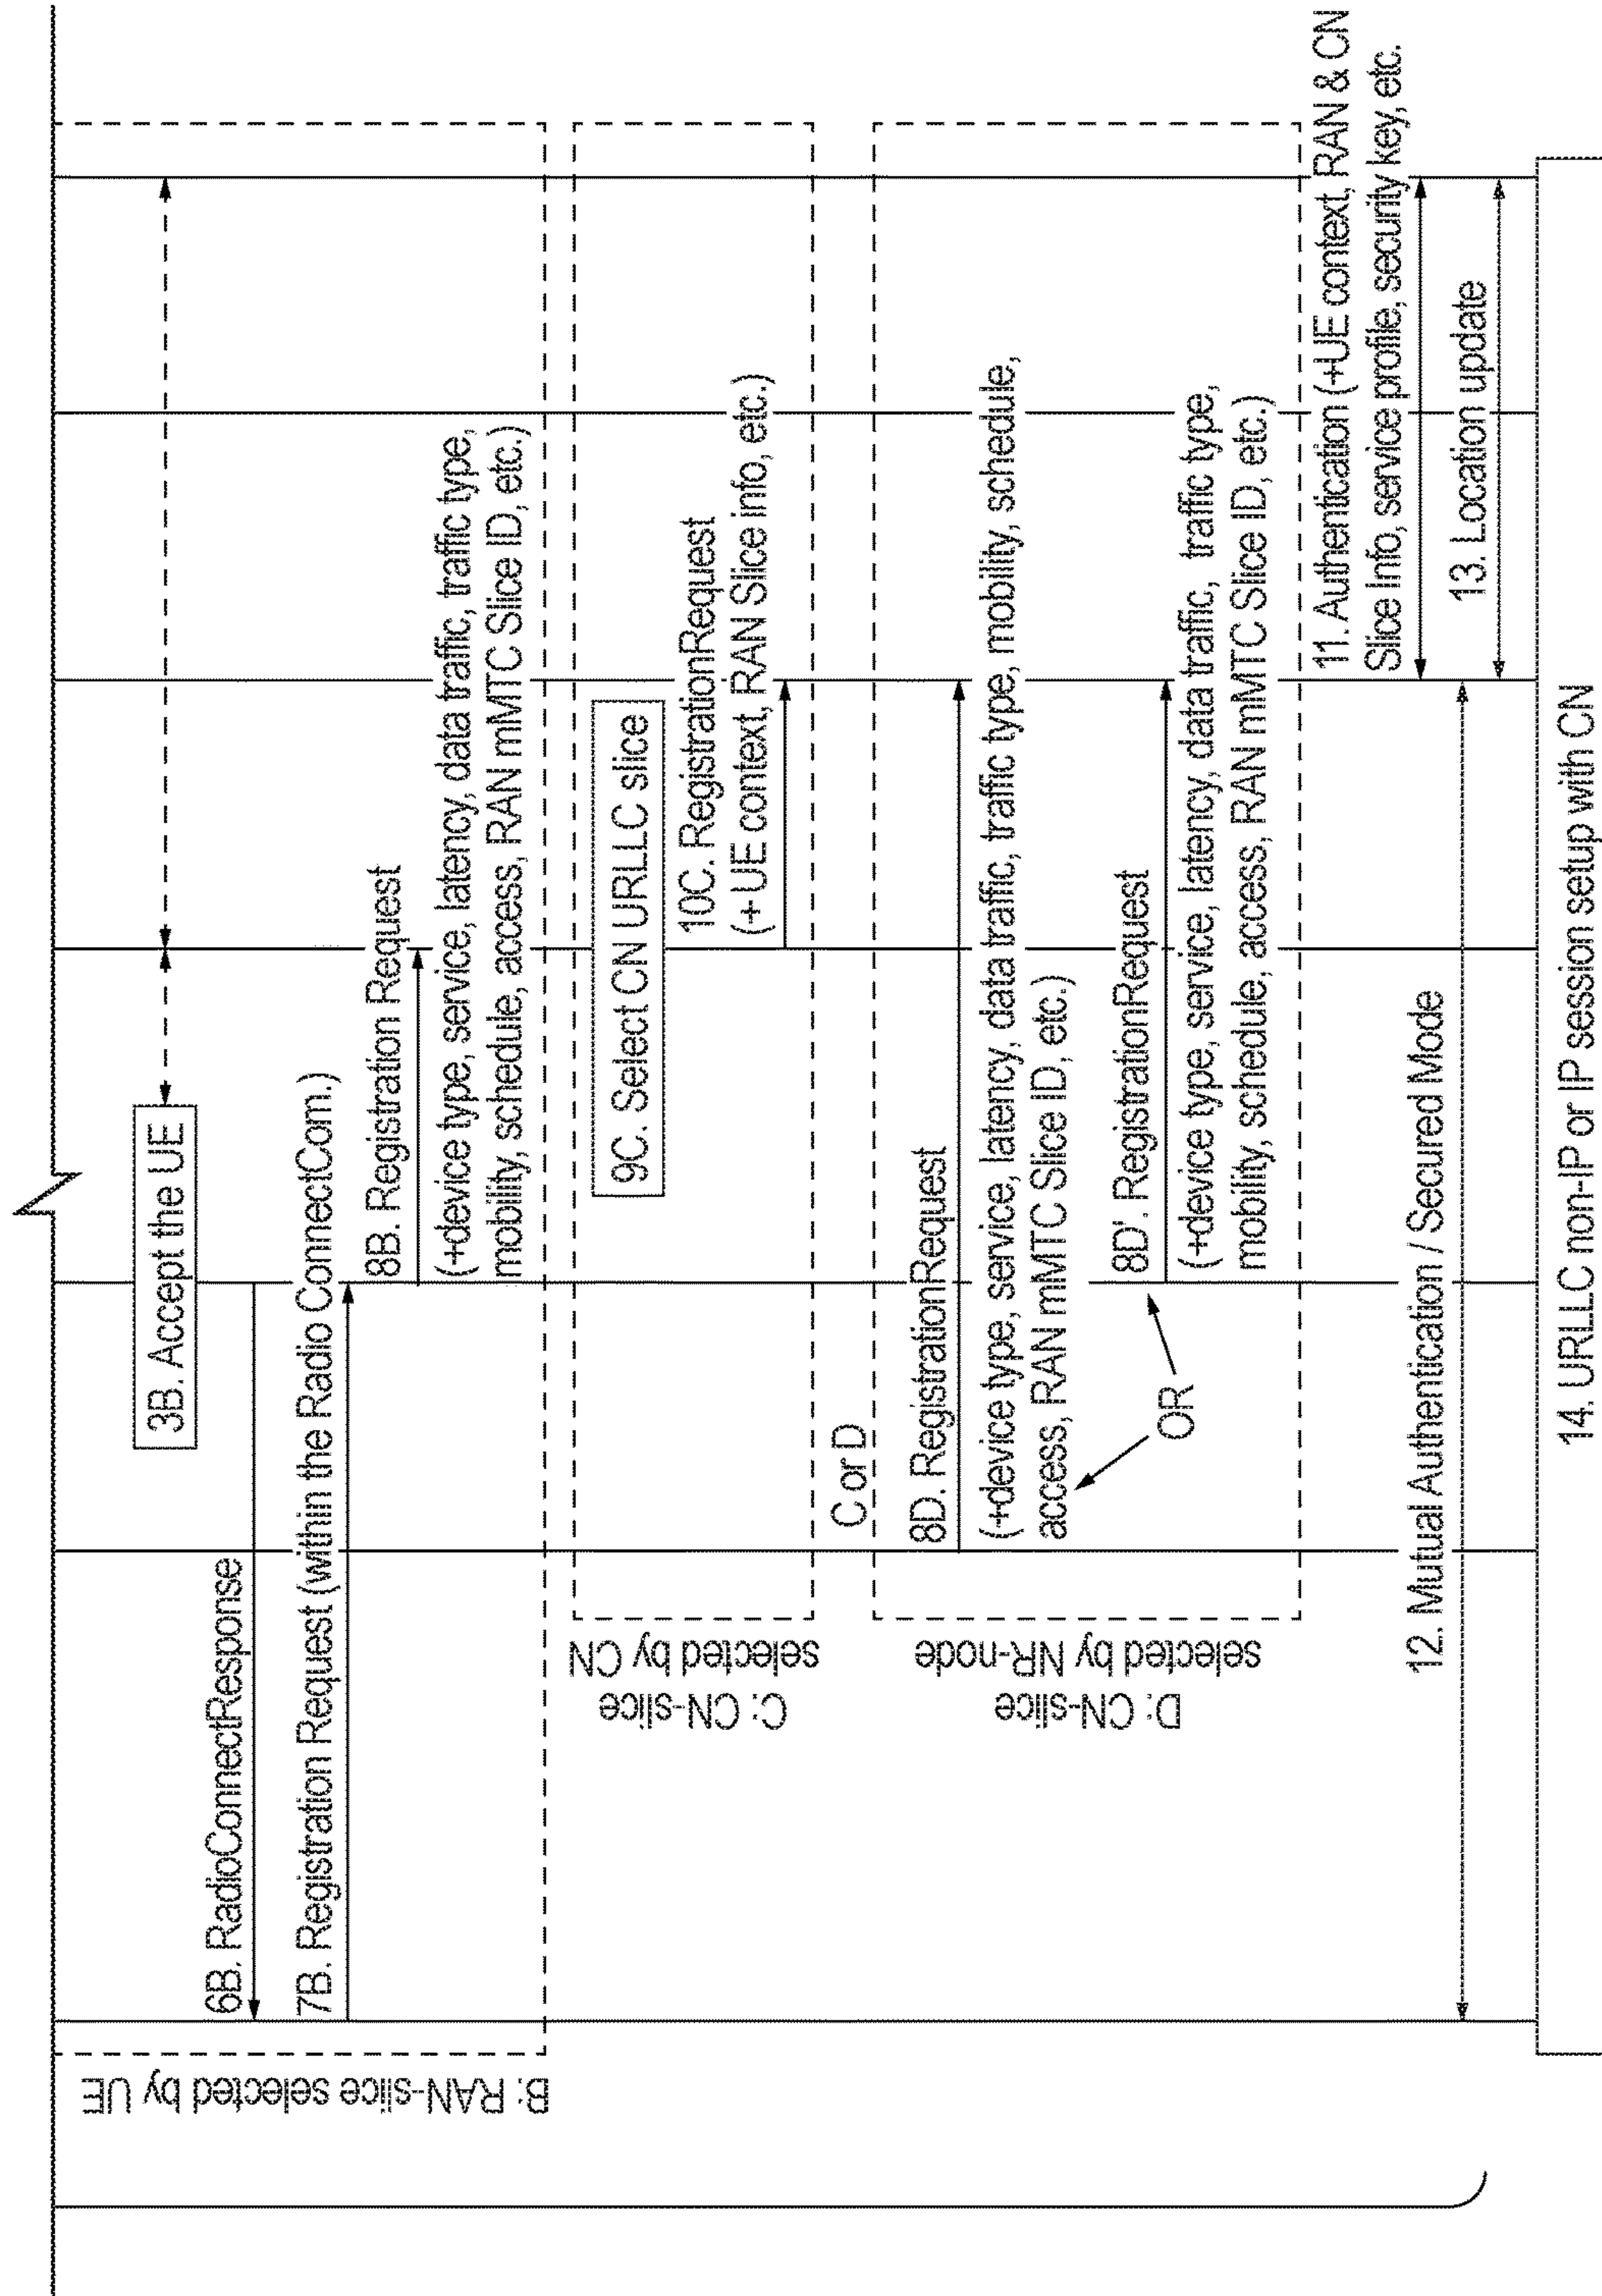 3B. Accept the UE
6B. RadioConnectResponse
7B. Registration Request (within the Radio ConnectCom.)
8B. Registration Request
(+device type, service, latency, data traffic, traffic type,
mobility, schedule, access, RAN mMTC Slice ID, etc.)
B: RAN-slice selected by UE
9C. Select CN URLLC slice
10C. RegistrationRequest
(+ UE context, RAN Slice info, etc.)
C: CN-slice
selected by CN
C or D
8D. RegistrationRequest
(+device type, service, latency, data traffic, traffic type, mobility, schedule,
access, RAN mMTC Slice ID, etc.)
OR
8D'. RegistrationRequest
(+device type, service, latency, data traffic, traffic type,
mobility, schedule, access, RAN mMTC Slice ID, etc.)
D: CN-slice
selected by NR-node
11. Authentication (+UE context, RAN & CN
Slice Info, service profile, security key, etc.
12. Mutual Authentication / Secured Mode
13. Location update
14. URLLC non-IP or IP session setup with CN